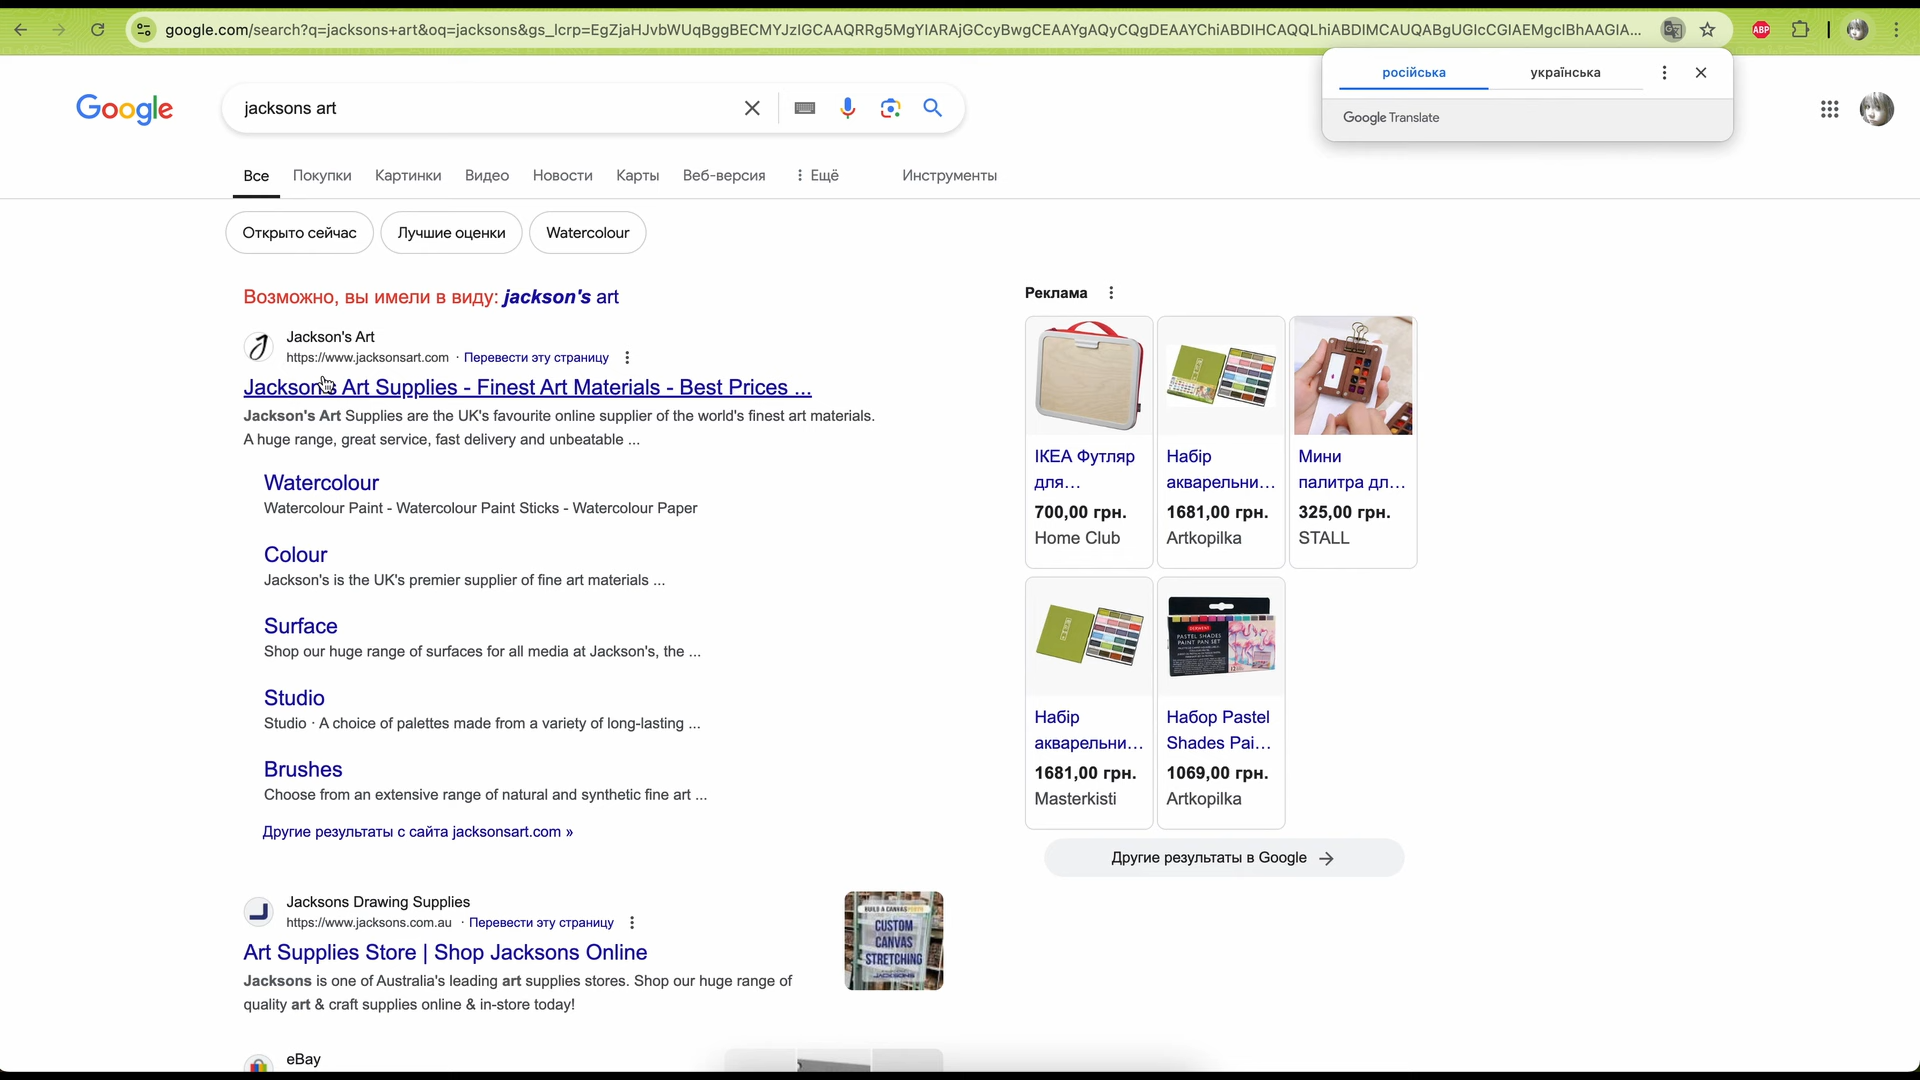 google.com/search?q=jacksons+art&oq=jacksons&gs_lcrp=EgZjaHJvbWUqBggBECMYJzIGCAAQRRg5MgYIARAjGCcyBwgCEAAYgAQyCQgDEAAYChiABDIHCAQQLhiABDIMCAUQABgUGIcCGIAEMgcIBhAAGIA...
ABP
російська українська
Google Translate
Google
jacksons art
Все Покупки Картинки Видео Новости Карты Веб-версия Ещё Инструменты
Открыто сейчас Лучшие оценки Watercolour
Возможно, вы имели в виду: jackson's art
Jackson's Art
https://www.jacksonsart.com · Перевести эту страницу
Jackson's Art Supplies - Finest Art Materials - Best Prices ...
Jackson's Art Supplies are the UK's favourite online supplier of the world's finest art materials.
A huge range, great service, fast delivery and unbeatable ...
Watercolour
Watercolour Paint - Watercolour Paint Sticks - Watercolour Paper
Colour
Jackson's is the UK's premier supplier of fine art materials ...
Surface
Shop our huge range of surfaces for all media at Jackson's, the ...
Studio
Studio · A choice of palettes made from a variety of long-lasting ...
Brushes
Choose from an extensive range of natural and synthetic fine art ...
Другие результаты с сайта jacksonsart.com »
Jacksons Drawing Supplies
https://www.jacksons.com.au · Перевести эту страницу
Art Supplies Store | Shop Jacksons Online
Jacksons is one of Australia's leading art supplies stores. Shop our huge range of
quality art & craft supplies online & in-store today!
BUILD A CANVAS
CUSTOM
CANVAS
STRETCHING
JACKSONS
eBay
Реклама
IКЕА Футляр
для...
700,00 грн.
Home Club
Набір
акварельни...
1681,00 грн.
Artkopilka
Мини
палитра дл...
325,00 грн.
STALL
Набір
акварельни...
1681,00 грн.
Masterkisti
DERWENT
PASTEL SHADES
PAINT PAN SET
Набор Pastel
Shades Pai...
1069,00 грн.
Artkopilka
Другие результаты в Google